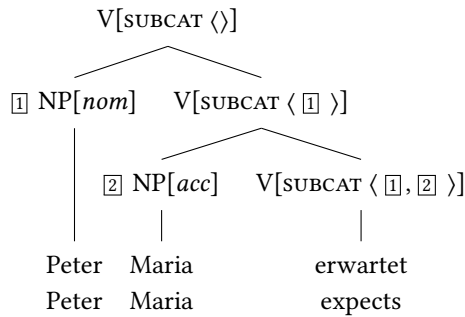 V[SUBCAT ⟨⟩]
1 NP[nom] V[SUBCAT ⟨ 1 ⟩]
2 NP[acc] V[SUBCAT ⟨ 1, 2 ⟩]
Peter Maria erwartet
Peter Maria expects